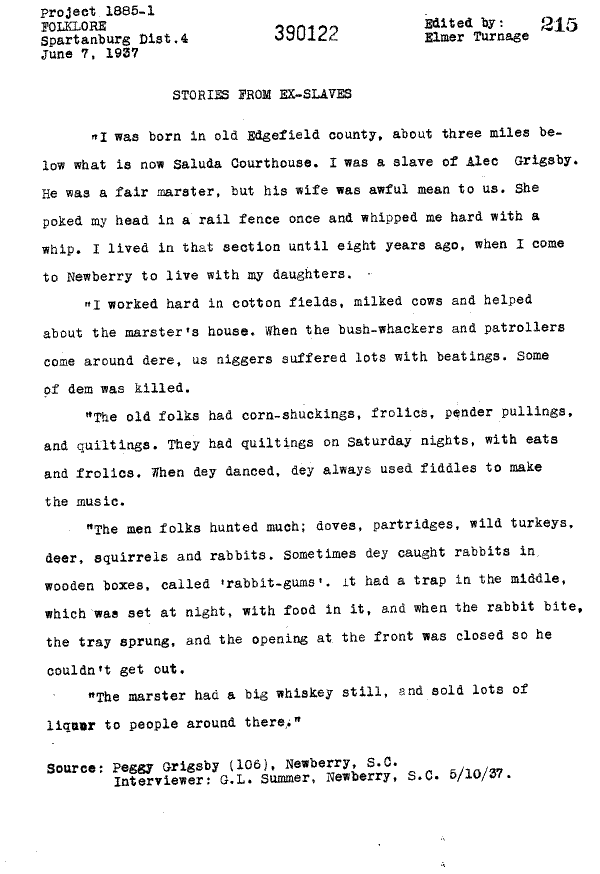 Project 1885-1
FOLKLORE
Spartanburg Dist.4
June 7, 1937
390122
Edited by:
Elmer Turnage
215
STORIES FROM EX-SLAVES
"I was born in old Edgefield county, about three miles be-
low what is now Saluda Courthouse. I was a slave of Alec Grigsby.
He was a fair marster, but his wife was awful mean to us. She
poked my head in a rail fence once and whipped me hard with a
whip. I lived in that section until eight years ago, when I come
to Newberry to live with my daughters.
"I worked hard in cotton fields, milked cows and helped
about the marster's house. When the bush-whackers and patrollers
come around dere, us niggers suffered lots with beatings. Some
of dem was killed.
"The old folks had corn-shuckings, frolics, pender pullings,
and quiltings. They had quiltings on Saturday nights, with eats
and frolics. When dey danced, dey always used fiddles to make
the music.
"The men folks hunted much; doves, partridges, wild turkeys,
deer, squirrels and rabbits. Sometimes dey caught rabbits in
wooden boxes, called 'rabbit-gums'. It had a trap in the middle,
which was set at night, with food in it, and when the rabbit bite,
the tray sprung, and the opening at the front was closed so he
couldn't get out.
"The marster had a big whiskey still, and sold lots of
liquor to people around there."
Source: Peggy Grigsby (106), Newberry, S.C.
Interviewer: G.L. Summer, Newberry, S.C. 5/10/37.